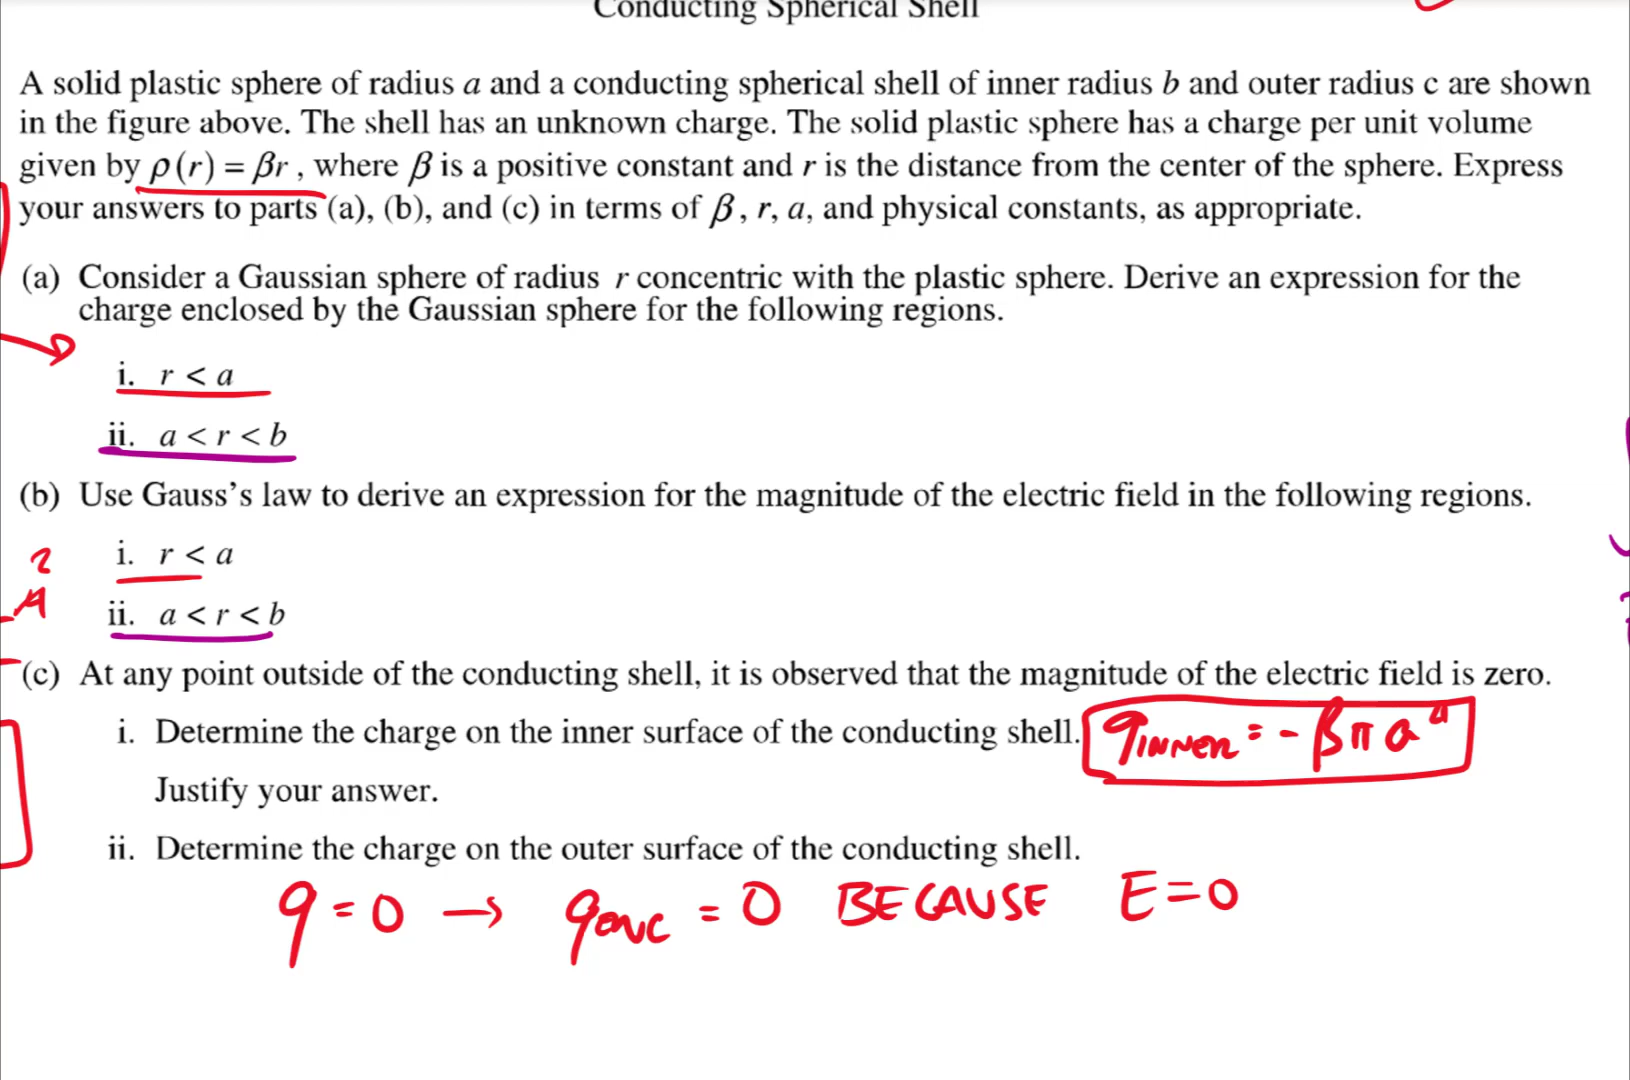 Conducting Spherical Shell
A solid plastic sphere of radius a and a conducting spherical shell of inner radius b and outer radius c are shown
in the figure above. The shell has an unknown charge. The solid plastic sphere has a charge per unit volume
given by ρ(r) = βr , where β is a positive constant and r is the distance from the center of the sphere. Express
your answers to parts (a), (b), and (c) in terms of β, r, a, and physical constants, as appropriate.
(a) Consider a Gaussian sphere of radius r concentric with the plastic sphere. Derive an expression for the
charge enclosed by the Gaussian sphere for the following regions.
i. r < a
ii. a < r < b
(b) Use Gauss’s law to derive an expression for the magnitude of the electric field in the following regions.
2
i. r < a
ii. a < r < b
(c) At any point outside of the conducting shell, it is observed that the magnitude of the electric field is zero.
i. Determine the charge on the inner surface of the conducting shell. qINNER = - βπa⁴
Justify your answer.
ii. Determine the charge on the outer surface of the conducting shell.
q = 0 → qENC = 0 BECAUSE E = 0